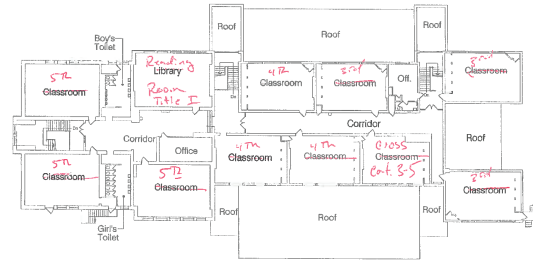 Roof
Roof
Roof
Boy's
Toilet
5th
Classroom
Reading
Library
Room
Title I
4th
Classroom
3rd
Classroom
Off.
3rd
Classroom
Dn
Corridor
Corridor
Office
Roof
5th
Classroom
5th
Classroom
4th
Classroom
4th
Classroom
Cross
Classroom
Cat. 3-5
3rd
Classroom
Roof
Roof
Roof
Girl's
Toilet